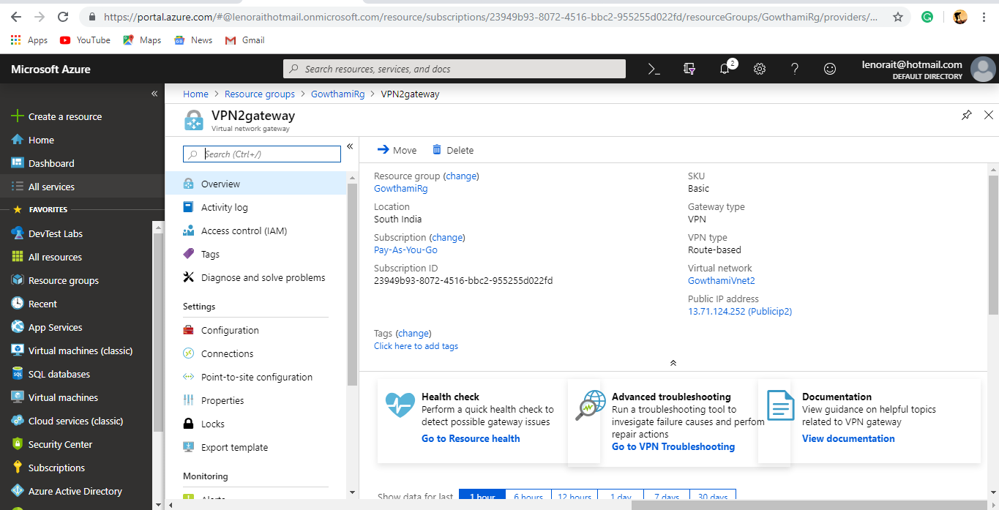 https://portal.azure.com/#@lenoraithotmail.onmicrosoft.com/resource/subscriptions/23949b93-8072-4516-bbc2-955255d022fd/resourceGroups/GowthamiRg/providers/...
Apps YouTube Maps News Gmail
Microsoft Azure
Search resources, services, and docs
2
lenorait@hotmail.com
DEFAULT DIRECTORY
Create a resource
Home
Dashboard
All services
FAVORITES
DevTest Labs
All resources
Resource groups
Recent
App Services
Virtual machines (classic)
SQL databases
Virtual machines
Cloud services (classic)
Security Center
Subscriptions
Azure Active Directory
Home > Resource groups > GowthamiRg > VPN2gateway
VPN2gateway
Virtual network gateway
Search (Ctrl+/)
Overview
Activity log
Access control (IAM)
Tags
Diagnose and solve problems
Settings
Configuration
Connections
Point-to-site configuration
Properties
Locks
Export template
Monitoring
Alerts
Move Delete
Resource group (change)
GowthamiRg
Location
South India
Subscription (change)
Pay-As-You-Go
Subscription ID
23949b93-8072-4516-bbc2-955255d022fd
SKU
Basic
Gateway type
VPN
VPN type
Route-based
Virtual network
GowthamiVnet2
Public IP address
13.71.124.252 (Publicip2)
Tags (change)
Click here to add tags
Health check
Perform a quick health check to
detect possible gateway issues
Go to Resource health
Advanced troubleshooting
Run a troubleshooting tool to
invesigate failure causes and perfom
repair actions
Go to VPN Troubleshooting
Documentation
View guidance on helpful topics
related to VPN gateway
View documentation
Show data for last 1 hour 6 hours 12 hours 1 day 7 days 30 days